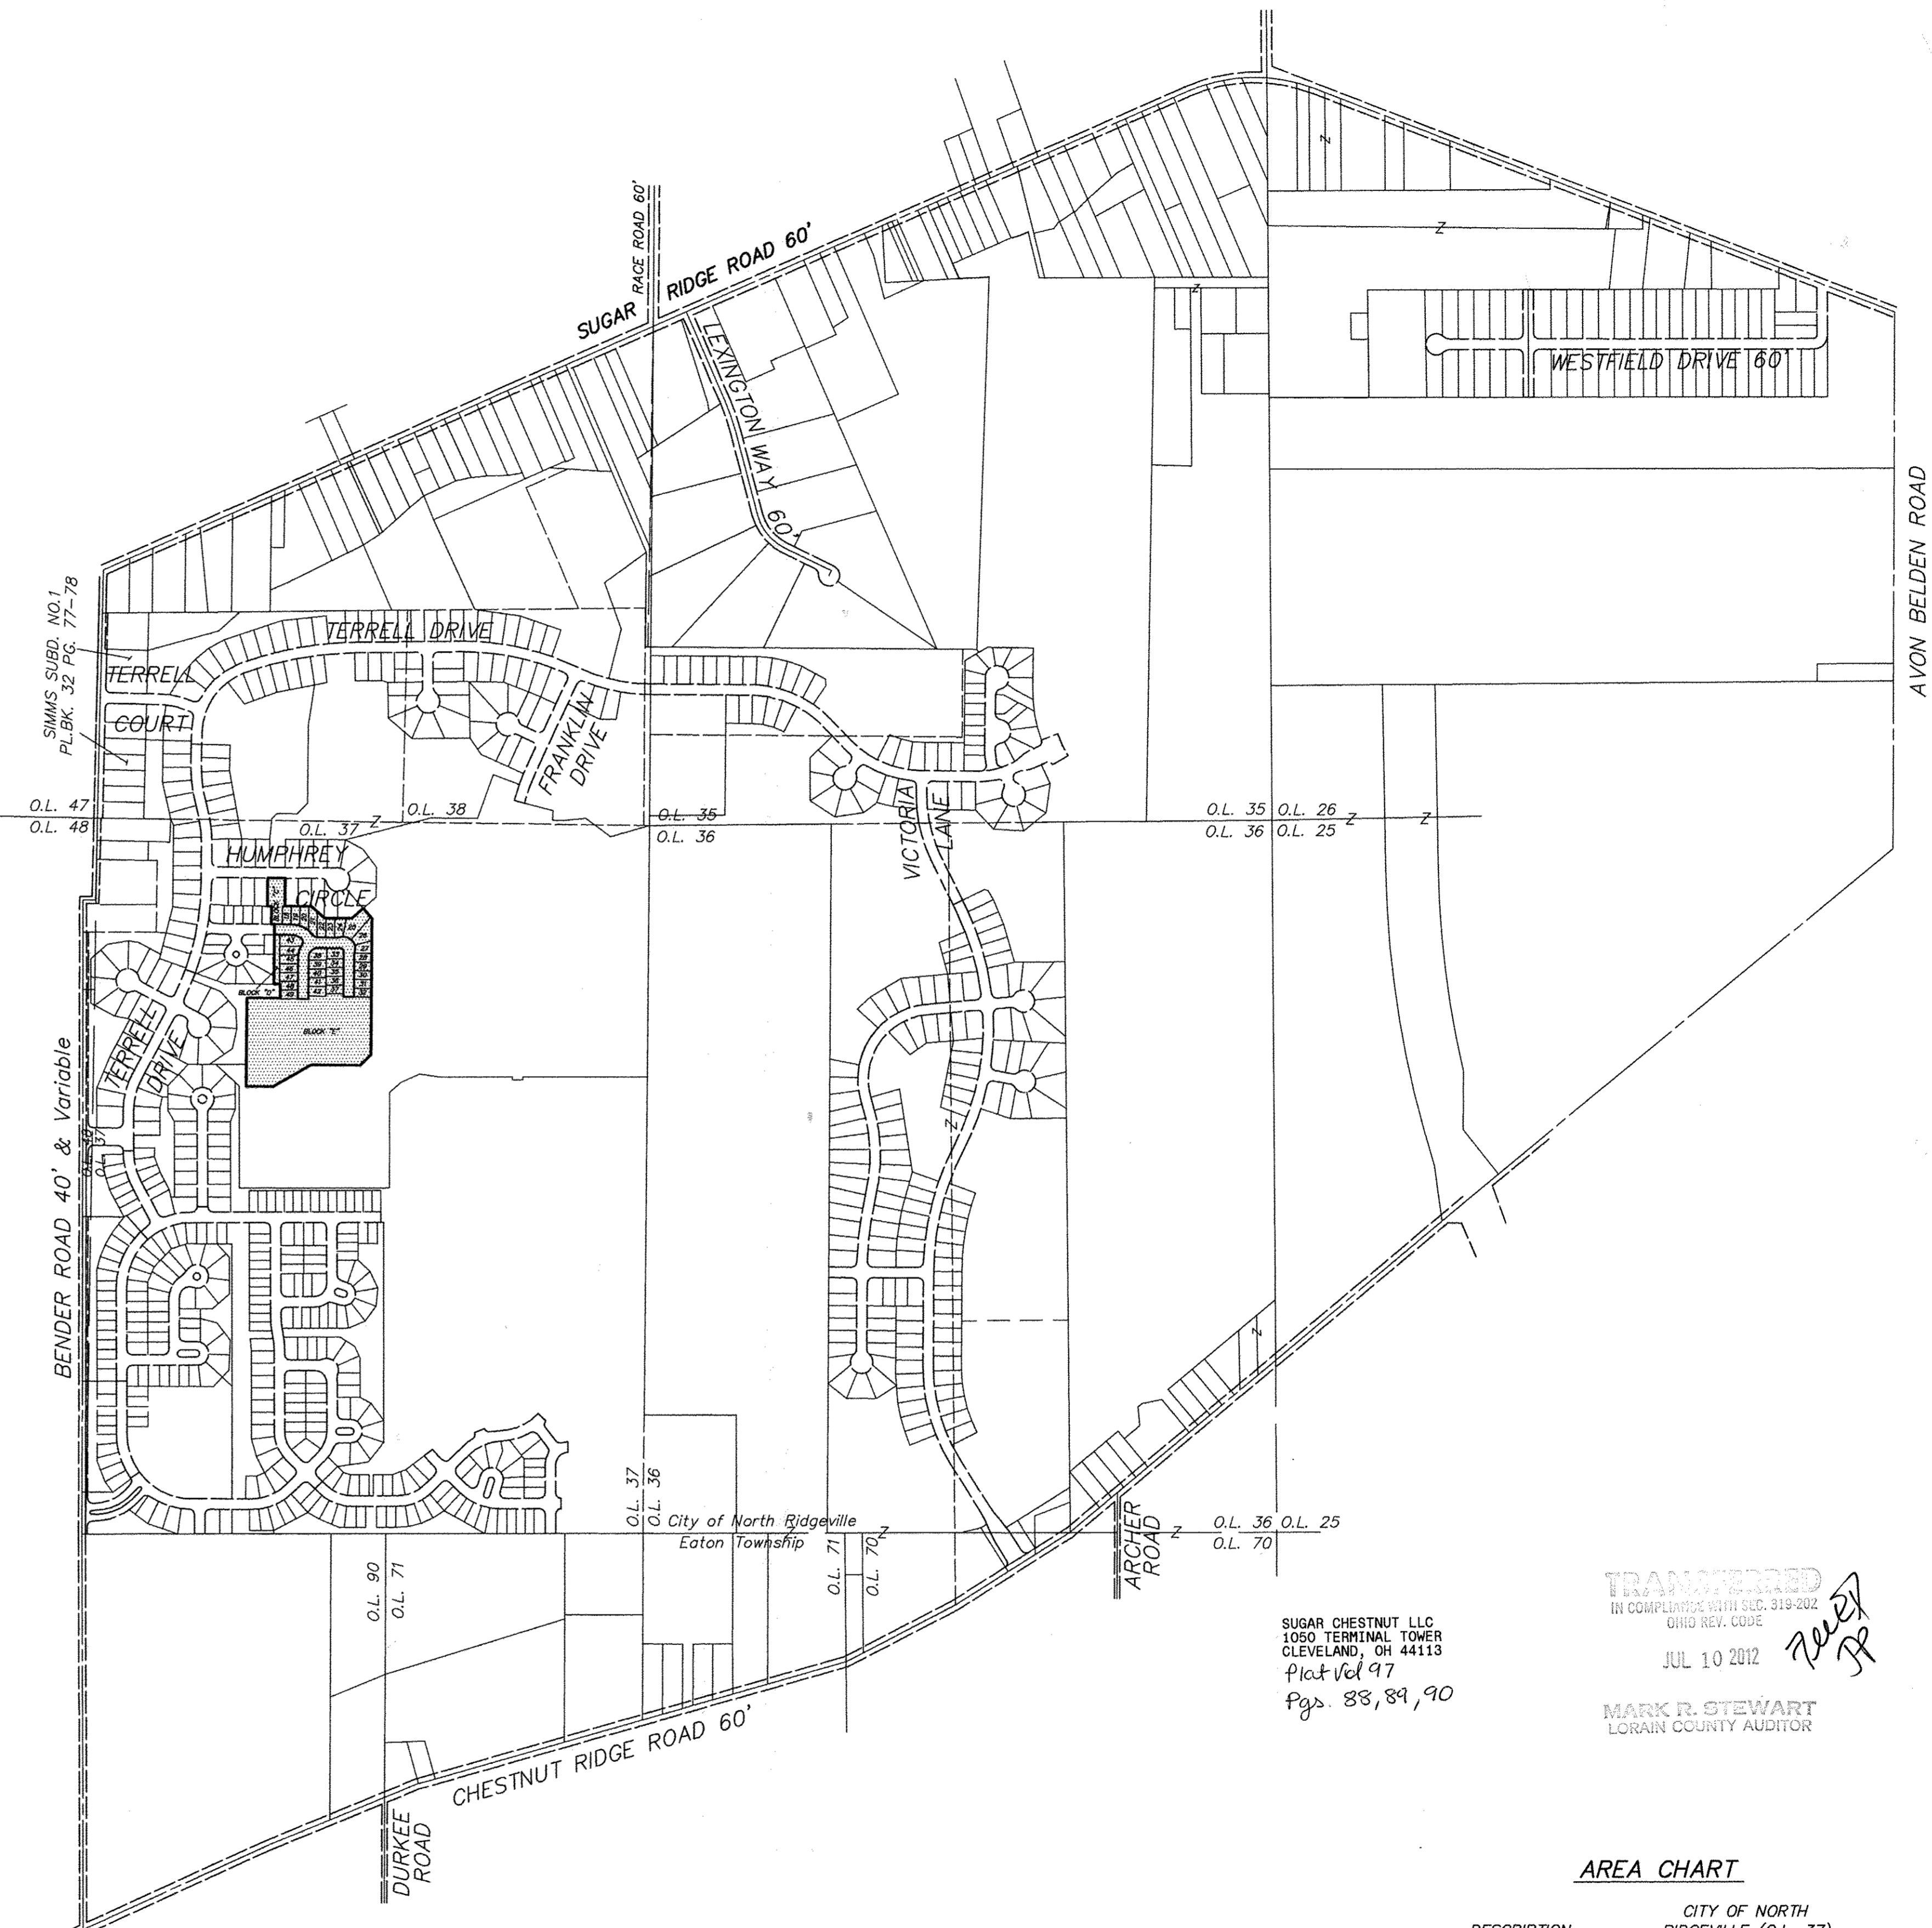 RACE ROAD 60'
SUGAR RIDGE ROAD 60'
LEXINGTON WAY 60'
WESTFIELD DRIVE 60'
AVON BELDEN ROAD
SIMMS SUBD. NO.1
PL.BK. 32 PG. 77-78
TERRELL DRIVE
TERRELL
COURT
FRANKLIN
DRIVE
O.L. 47
O.L. 48
O.L. 38
O.L. 37
Z
O.L. 35
O.L. 36
O.L. 35
O.L. 26
O.L. 36
O.L. 25
Z
Z
Z
Z
Z
VICTORIA
LANE
HUMPHREY
CIRCLE
BLOCK "D"
BLOCK "E"
TERRELL
DRIVE
BENDER ROAD 40' & Variable
O.L. 37
Z
Z
O.L. 37
O.L. 36
City of North Ridgeville
Eaton Township
Z
Z
O.L. 90
O.L. 71
O.L. 71
O.L. 70
ARCHER
ROAD
Z
O.L. 36
O.L. 25
O.L. 70
CHESTNUT RIDGE ROAD 60'
DURKEE
ROAD
SUGAR CHESTNUT LLC
1050 TERMINAL TOWER
CLEVELAND, OH 44113
Plat Vol 97
Pgs. 88, 89, 90
TRANSFERRED
IN COMPLIANCE WITH SEC. 319-202
OHIO REV. CODE
JUL 10 2012
MARK R. STEWART
LORAIN COUNTY AUDITOR
AREA CHART
CITY OF NORTH
DESCRIPTION
RIDGEVILLE (O.L. 37)